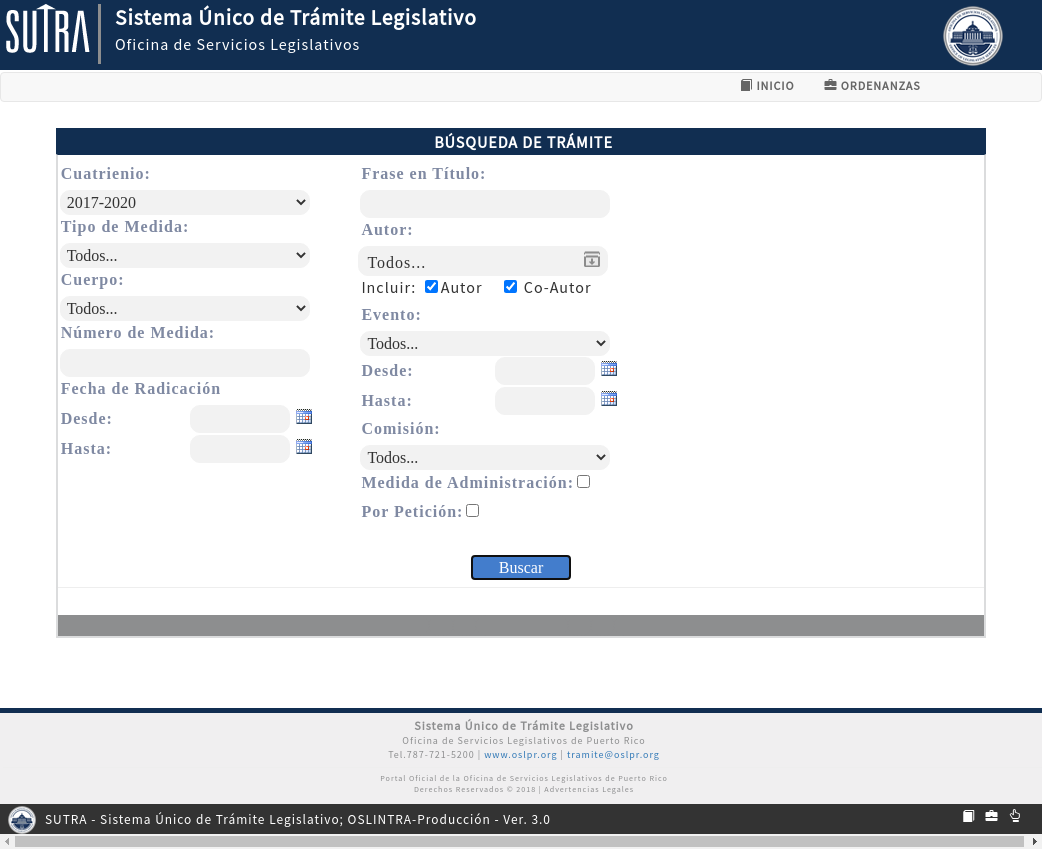 SUTRA
Sistema Único de Trámite Legislativo
Oficina de Servicios Legislativos
INICIO
ORDENANZAS
BÚSQUEDA DE TRÁMITE
Cuatrienio:
2017-2020
Tipo de Medida:
Todos...
Cuerpo:
Todos...
Número de Medida:
Fecha de Radicación
Desde:
Hasta:
Frase en Título:
Autor:
Todos...
Incluir: Autor Co-Autor
Evento:
Todos...
Desde:
Hasta:
Comisión:
Todos...
Medida de Administración:
Por Petición:
Buscar
Sistema Único de Trámite Legislativo
Oficina de Servicios Legislativos de Puerto Rico
Tel.787-721-5200 | www.oslpr.org | tramite@oslpr.org
Portal Oficial de la Oficina de Servicios Legislativos de Puerto Rico
Derechos Reservados © 2018 | Advertencias Legales
SUTRA - Sistema Único de Trámite Legislativo; OSLINTRA-Producción - Ver. 3.0